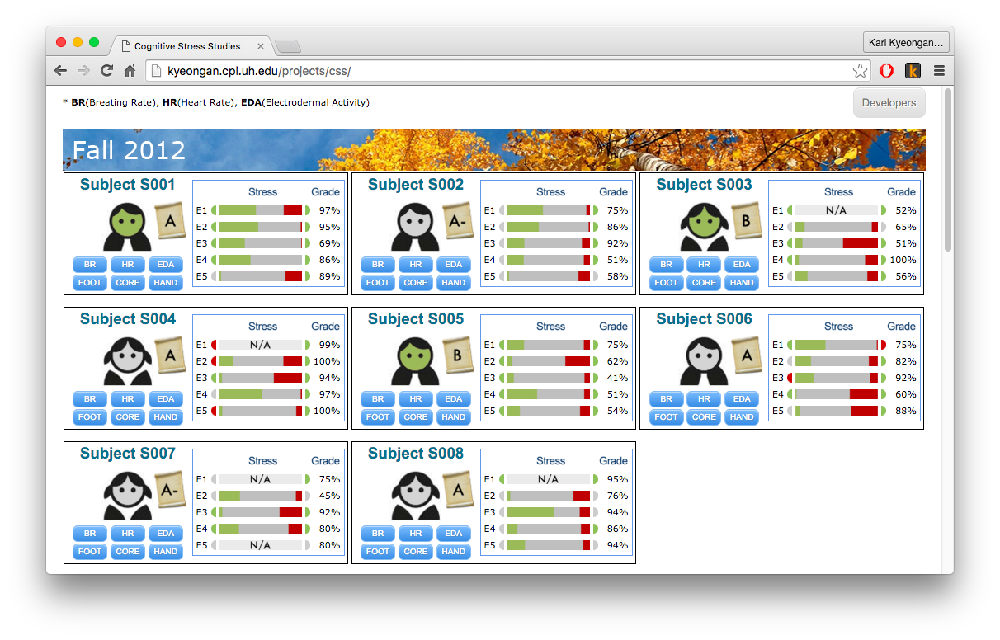 Cognitive Stress Studies
Karl Kyeongan...
kyeongan.cpl.uh.edu/projects/css/
* BR(Breating Rate), HR(Heart Rate), EDA(Electrodermal Activity)
Developers
Fall 2012
Subject S001
A
BR HR EDA
FOOT CORE HAND
Stress Grade
E1 97%
E2 95%
E3 69%
E4 86%
E5 89%
Subject S002
A-
BR HR EDA
FOOT CORE HAND
Stress Grade
E1 75%
E2 86%
E3 92%
E4 51%
E5 58%
Subject S003
B
BR HR EDA
FOOT CORE HAND
Stress Grade
E1 N/A 52%
E2 65%
E3 51%
E4 100%
E5 56%
Subject S004
A
BR HR EDA
FOOT CORE HAND
Stress Grade
E1 N/A 99%
E2 100%
E3 94%
E4 97%
E5 100%
Subject S005
B
BR HR EDA
FOOT CORE HAND
Stress Grade
E1 75%
E2 62%
E3 41%
E4 51%
E5 54%
Subject S006
A
BR HR EDA
FOOT CORE HAND
Stress Grade
E1 75%
E2 82%
E3 92%
E4 60%
E5 88%
Subject S007
A-
BR HR EDA
FOOT CORE HAND
Stress Grade
E1 N/A 75%
E2 45%
E3 92%
E4 80%
E5 N/A 80%
Subject S008
A
BR HR EDA
FOOT CORE HAND
Stress Grade
E1 N/A 95%
E2 76%
E3 94%
E4 86%
E5 94%